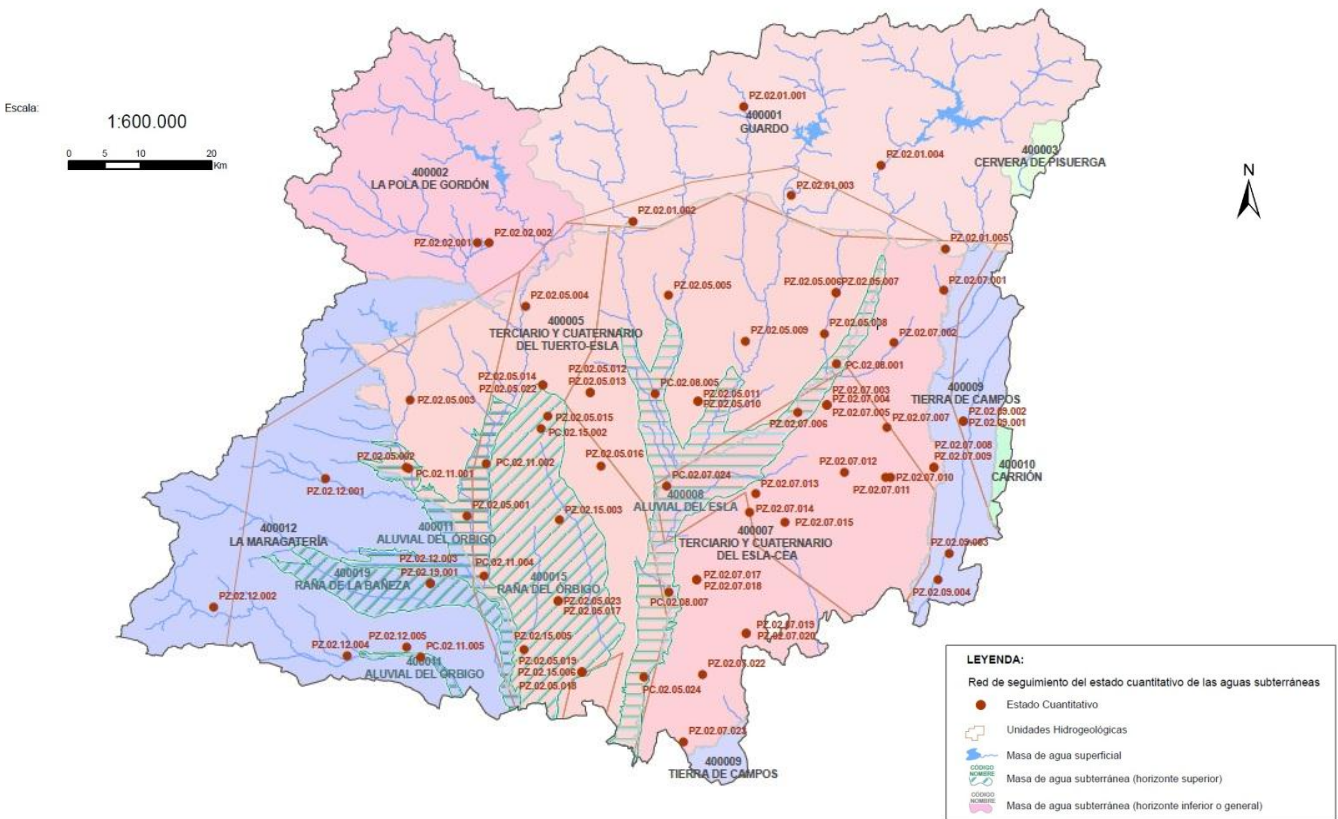 Escala:
1:600.000
0 5 10 20
Km
N
PZ.02.01.001
400001
GUARDO
PZ.02.01.004
400003
CERVERA DE PISUERGA
400002
LA POLA DE GORDÓN
PZ.02.01.003
PZ.02.01.002
PZ.02.02.001
PZ.02.02.002
PZ.02.01.005
PZ.02.07.001
PZ.02.05.004
PZ.02.05.005
PZ.02.05.006
PZ.02.05.007
400005
TERCIARIO Y CUATERNARIO
DEL TUERTO-ESLA
PZ.02.05.009
PZ.02.05.008
PZ.02.07.002
PC.02.08.001
PZ.02.05.014
PZ.02.05.022
PZ.02.05.012
PZ.02.05.013
PC.02.08.005
PZ.02.05.011
PZ.02.05.010
PZ.02.07.003
PZ.02.07.004
PZ.02.07.005
PZ.02.07.006
400009
TIERRA DE CAMPOS
PZ.02.09.002
PZ.02.09.001
PZ.02.05.003
PZ.02.05.015
PC.02.15.002
PZ.02.07.007
PZ.02.07.008
PZ.02.07.009
PZ.02.05.002
PC.02.11.001
PC.02.11.002
PZ.02.05.016
PZ.02.07.012
PZ.02.07.010
PZ.02.07.011
400010
CARRIÓN
PZ.02.12.001
PC.02.07.024
400008
ALUVIAL DEL ESLA
PZ.02.07.013
PZ.02.07.014
PZ.02.07.015
PZ.02.05.001
PZ.02.15.003
400012
LA MARAGATERÍA
400011
ALUVIAL DEL ÓRBIGO
400007
TERCIARIO Y CUATERNARIO
DEL ESLA-CEA
PZ.02.12.003
PZ.02.19.001
PC.02.11.004
400019
RAÑA DE LA BAÑEZA
400015
RAÑA DEL ÓRBIGO
PZ.02.09.003
PZ.02.09.004
PZ.02.07.017
PZ.02.07.018
PC.02.08.007
PZ.02.12.002
PZ.02.05.023
PZ.02.05.017
PZ.02.07.019
PZ.02.07.020
PZ.02.12.005
PZ.02.12.004
PC.02.11.005
400011
ALUVIAL DEL ÓRBIGO
PZ.02.15.005
PZ.02.05.019
PZ.02.15.006
PZ.02.05.018
PC.02.05.024
PZ.02.07.022
PZ.02.07.023
400009
TIERRA DE CAMPOS
LEYENDA:
Red de seguimiento del estado cuantitativo de las aguas subterráneas
Estado Cuantitativo
Unidades Hidrogeológicas
Masa de agua superficial
CÓDIGO
NOMBRE
Masa de agua subterránea (horizonte superior)
CÓDIGO
NOMBRE
Masa de agua subterránea (horizonte inferior o general)